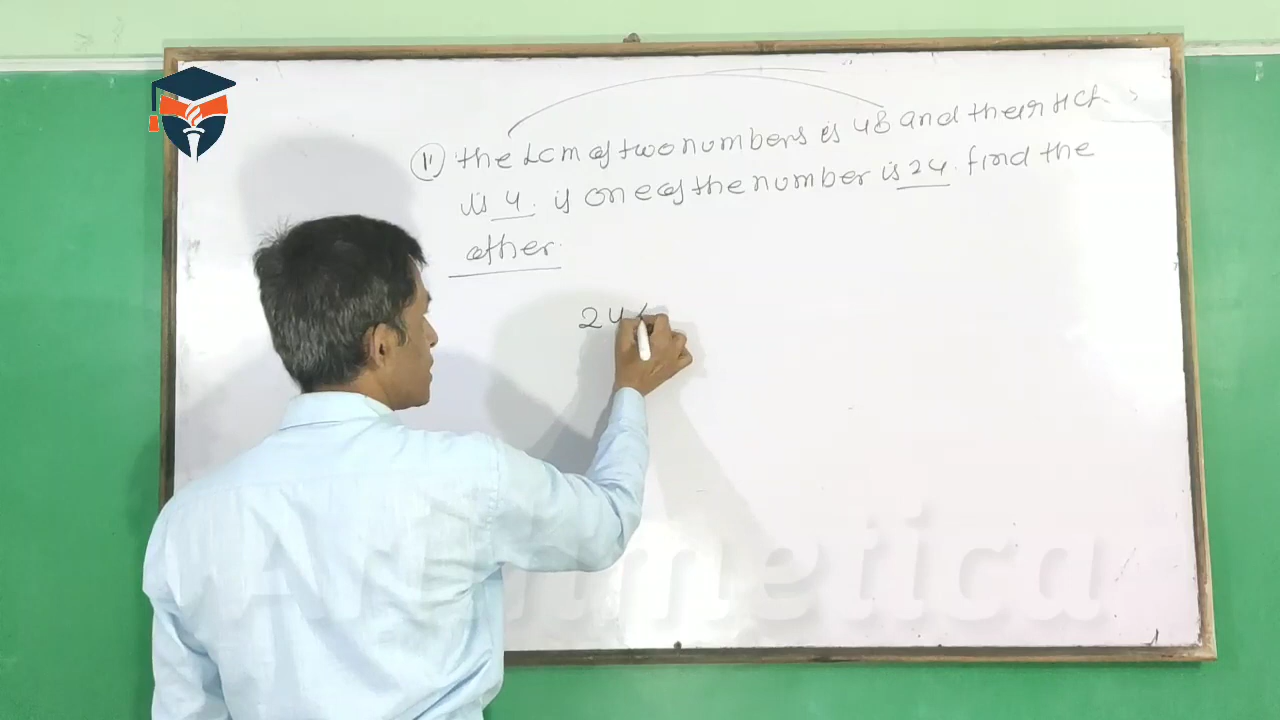 11 the LCM of two numbers is 48 and their HCF
is 4. if one of the number is 24. find the
other.
24
Arithmetica